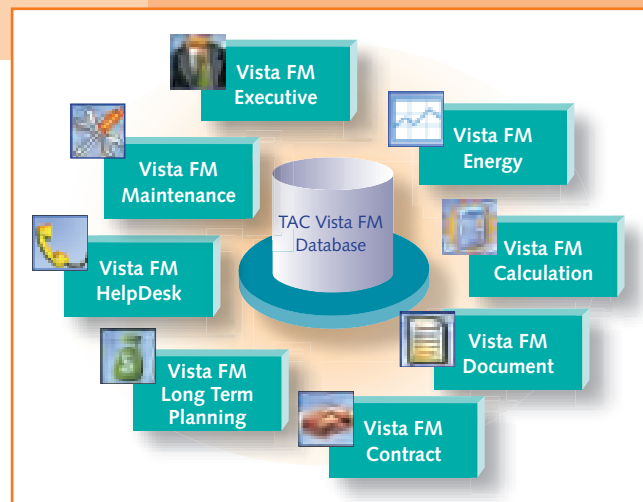 Vista FM
Executive
Vista FM
Energy
Vista FM
Maintenance
TAC Vista FM
Database
Vista FM
Calculation
Vista FM
HelpDesk
Vista FM
Document
Vista FM
Long Term
Planning
Vista FM
Contract